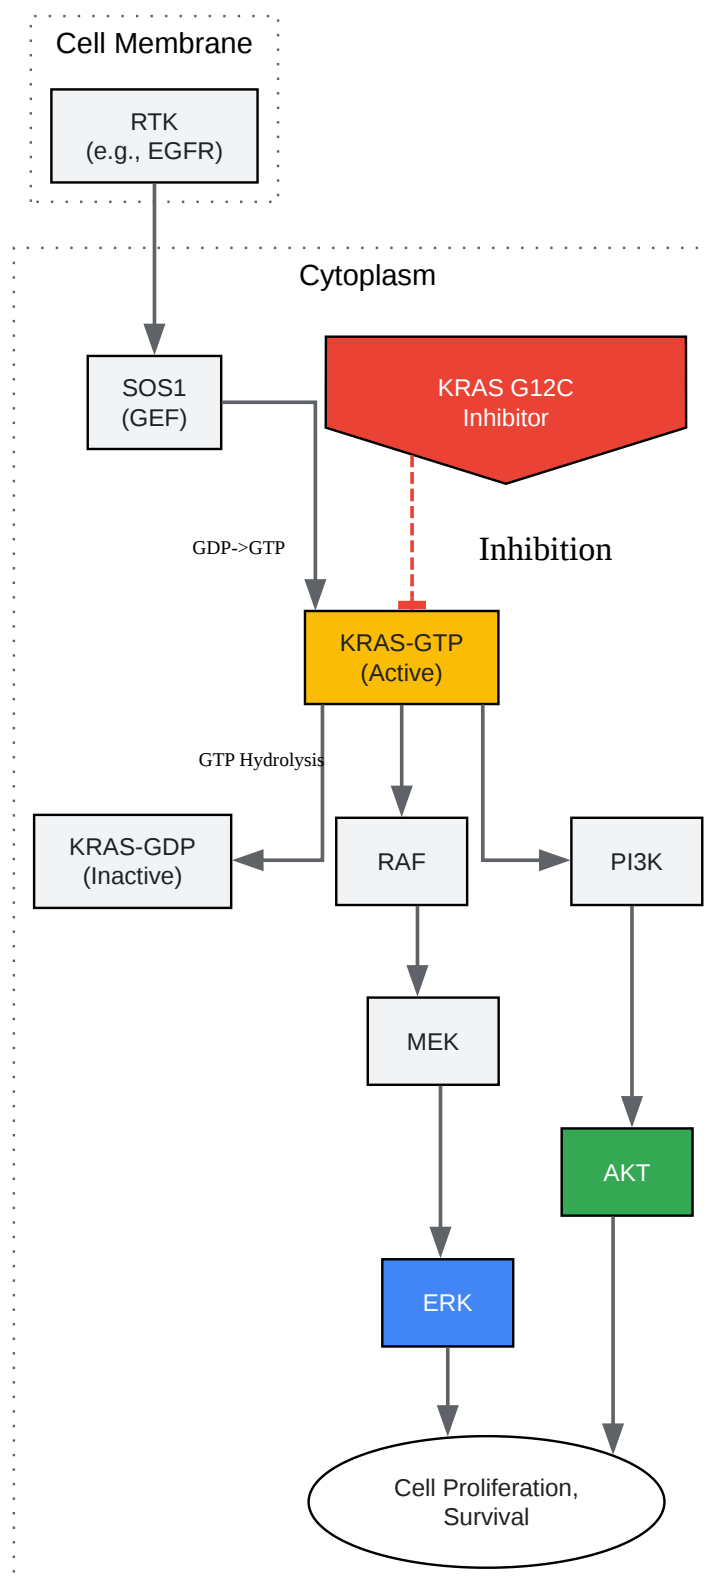 Cell Membrane
RTK
(e.g., EGFR)
Cytoplasm
SOS1
(GEF)
KRAS G12C
Inhibitor
GDP->GTP
Inhibition
KRAS-GTP
(Active)
GTP Hydrolysis
KRAS-GDP
(Inactive)
RAF
PI3K
MEK
AKT
ERK
Cell Proliferation,
Survival